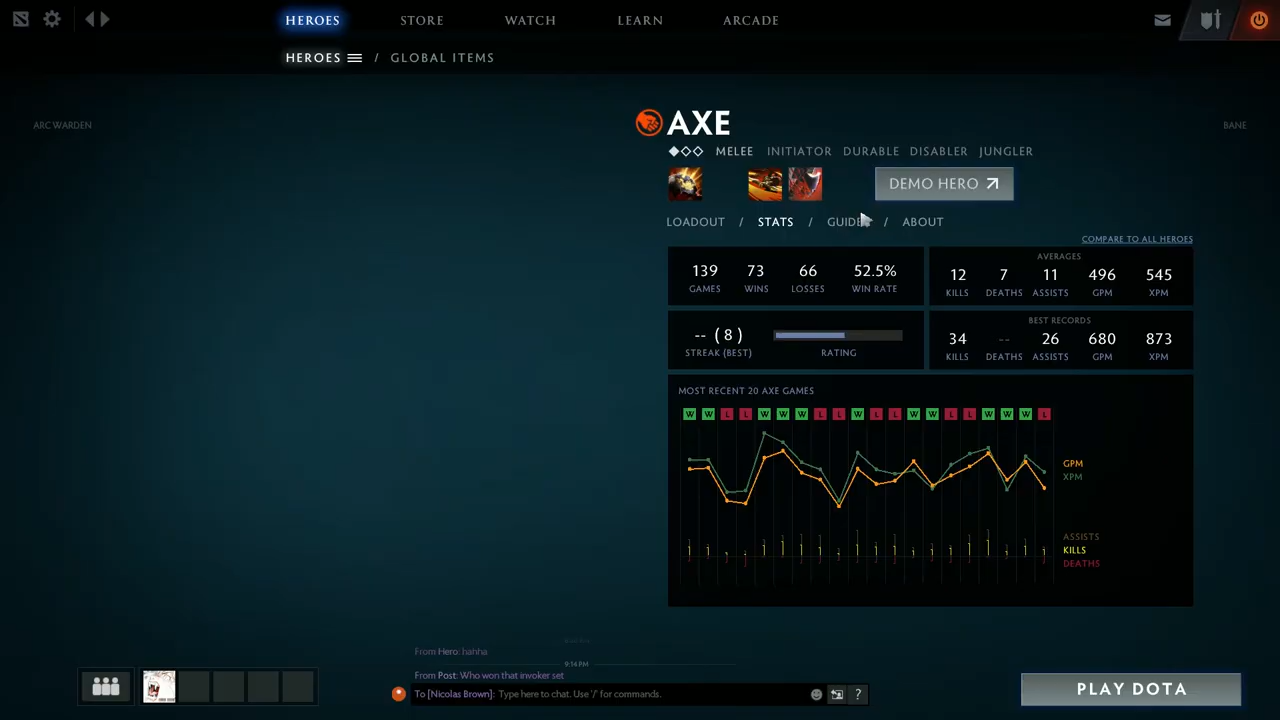 HEROES STORE WATCH LEARN ARCADE
HEROES / GLOBAL ITEMS
ARC WARDEN
BANE
AXE
MELEE INITIATOR DURABLE DISABLER JUNGLER
DEMO HERO
LOADOUT / STATS / GUIDES / ABOUT
COMPARE TO ALL HEROES
139 73 66 52.5%
GAMES WINS LOSSES WIN RATE
AVERAGES
12 7 11 496 545
KILLS DEATHS ASSISTS GPM XPM
-- ( 8 )
STREAK (BEST) RATING
BEST RECORDS
34 -- 26 680 873
KILLS DEATHS ASSISTS GPM XPM
MOST RECENT 20 AXE GAMES
W W L L W W W L L W L L W W L L W W W L
GPM
XPM
ASSISTS
KILLS
DEATHS
From Hero: hahha
9:54 PM
From Post: Who won that invoker set
To [Nicolas Brown]: Type here to chat. Use '/' for commands.
?
PLAY DOTA